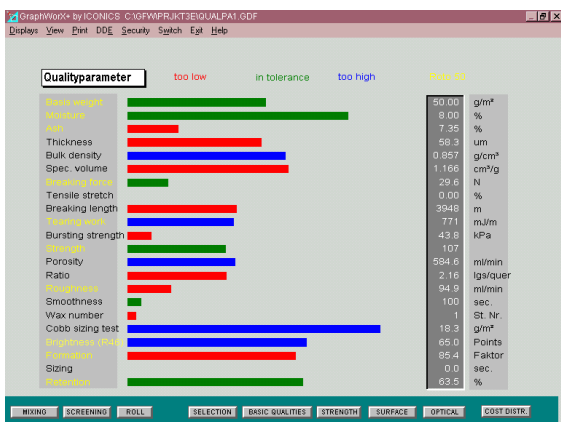 GraphWorX+ by ICONICS C:\GFW\PRJKT3E\QUALPA1.GDF
Displays View Print DDE Security Switch Exit Help
Qualityparameter too low in tolerance too high
Basis weight 50.00 g/m²
Moisture 8.00 %
Ash 7.35 %
Thickness 58.3 um
Bulk density 0.857 g/cm³
Spec. volume 1.166 cm³/g
Breaking force 29.6 N
Tensile stretch 0.00 %
Breaking length 3948 m
Tearing work 771 mJ/m
Bursting strength 43.8 kPa
Strength 107
Porosity 584.6 ml/min
Ratio 2.16 lgs/quer
Roughness 94.9 ml/min
Smoothness 100 sec.
Wax number 1 St. Nr.
Cobb sizing test 18.3 g/m²
Brightness (R46) 65.0 Points
Formation 85.4 Faktor
Sizing 0.0 sec.
Retention 63.5 %
MIXING SCREENING ROLL SELECTION BASIC QUALITIES STRENGTH SURFACE OPTICAL COST DISTR.